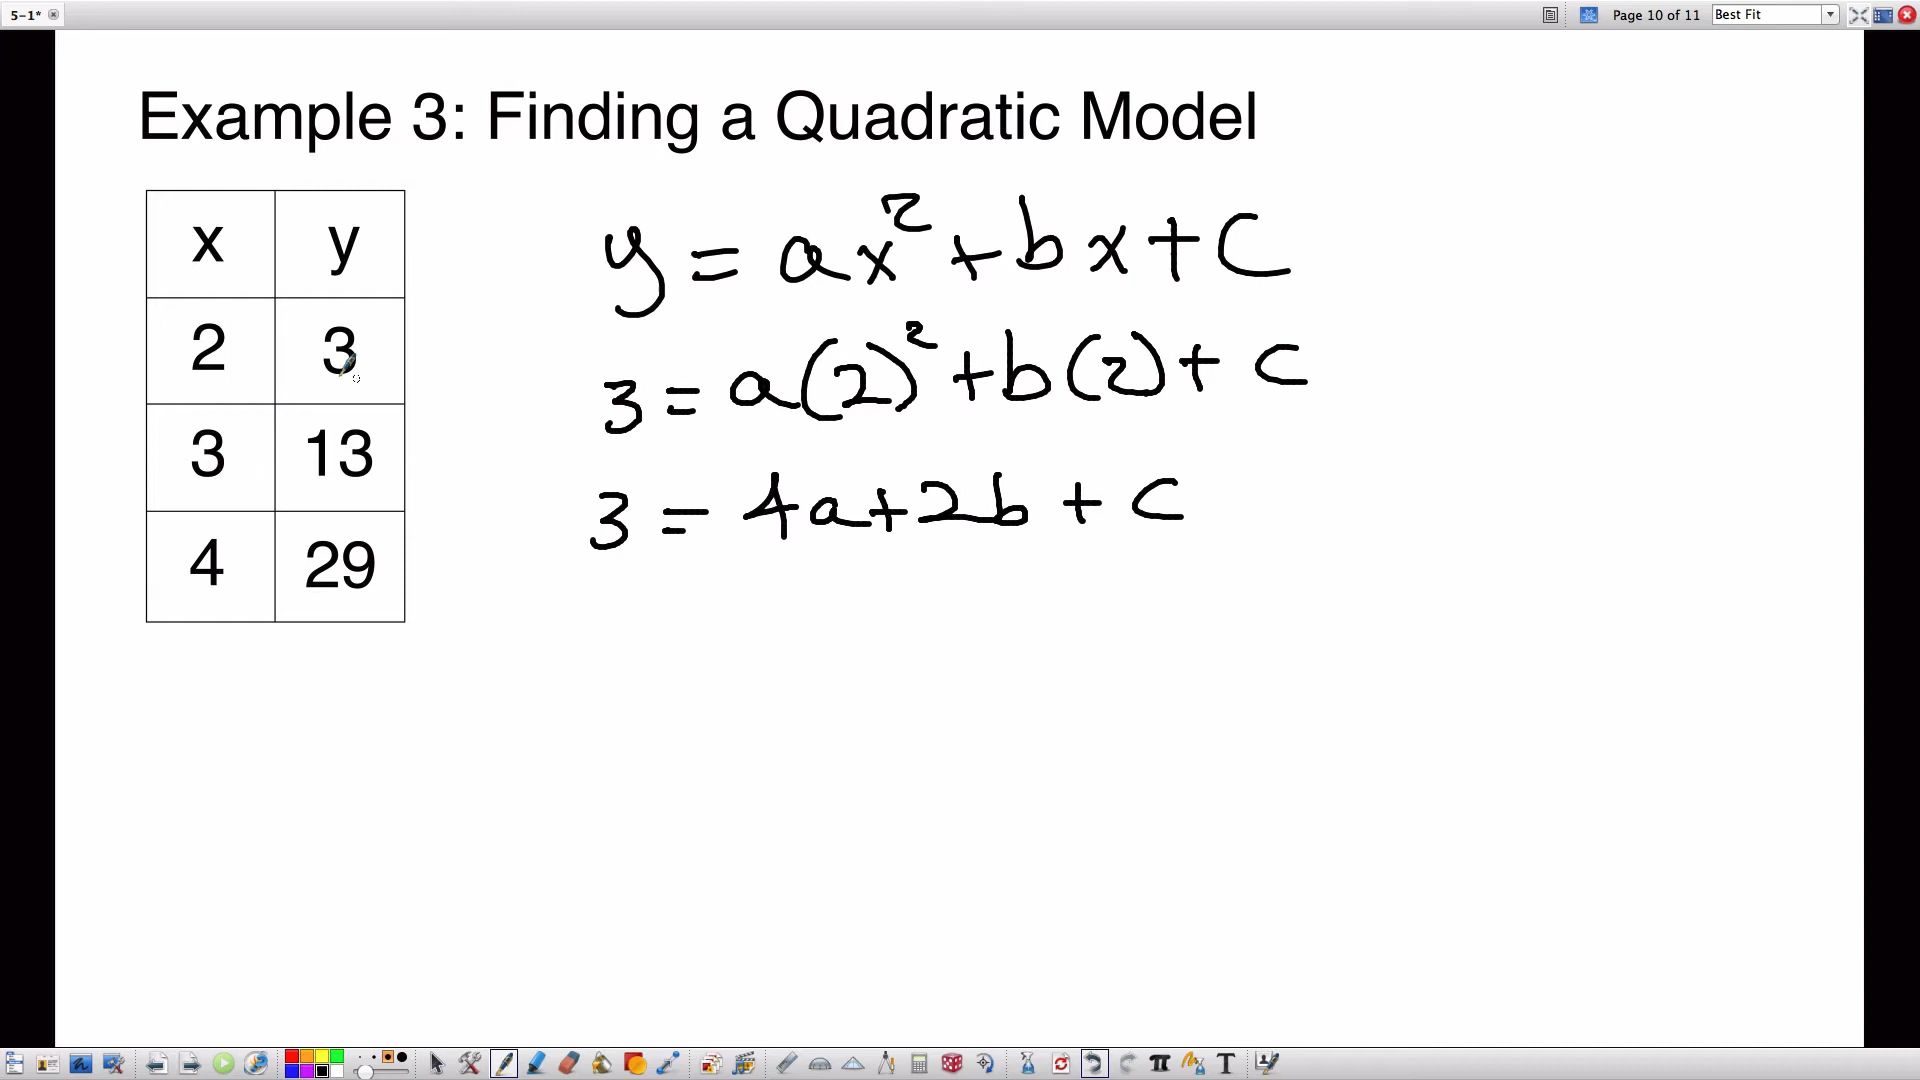 5-1*
Page 10 of 11
Best Fit
Example 3: Finding a Quadratic Model
x y
2 3
3 13
4 29
y = ax² + bx + c
3 = a(2)² + b(2) + c
3 = 4a + 2b + c